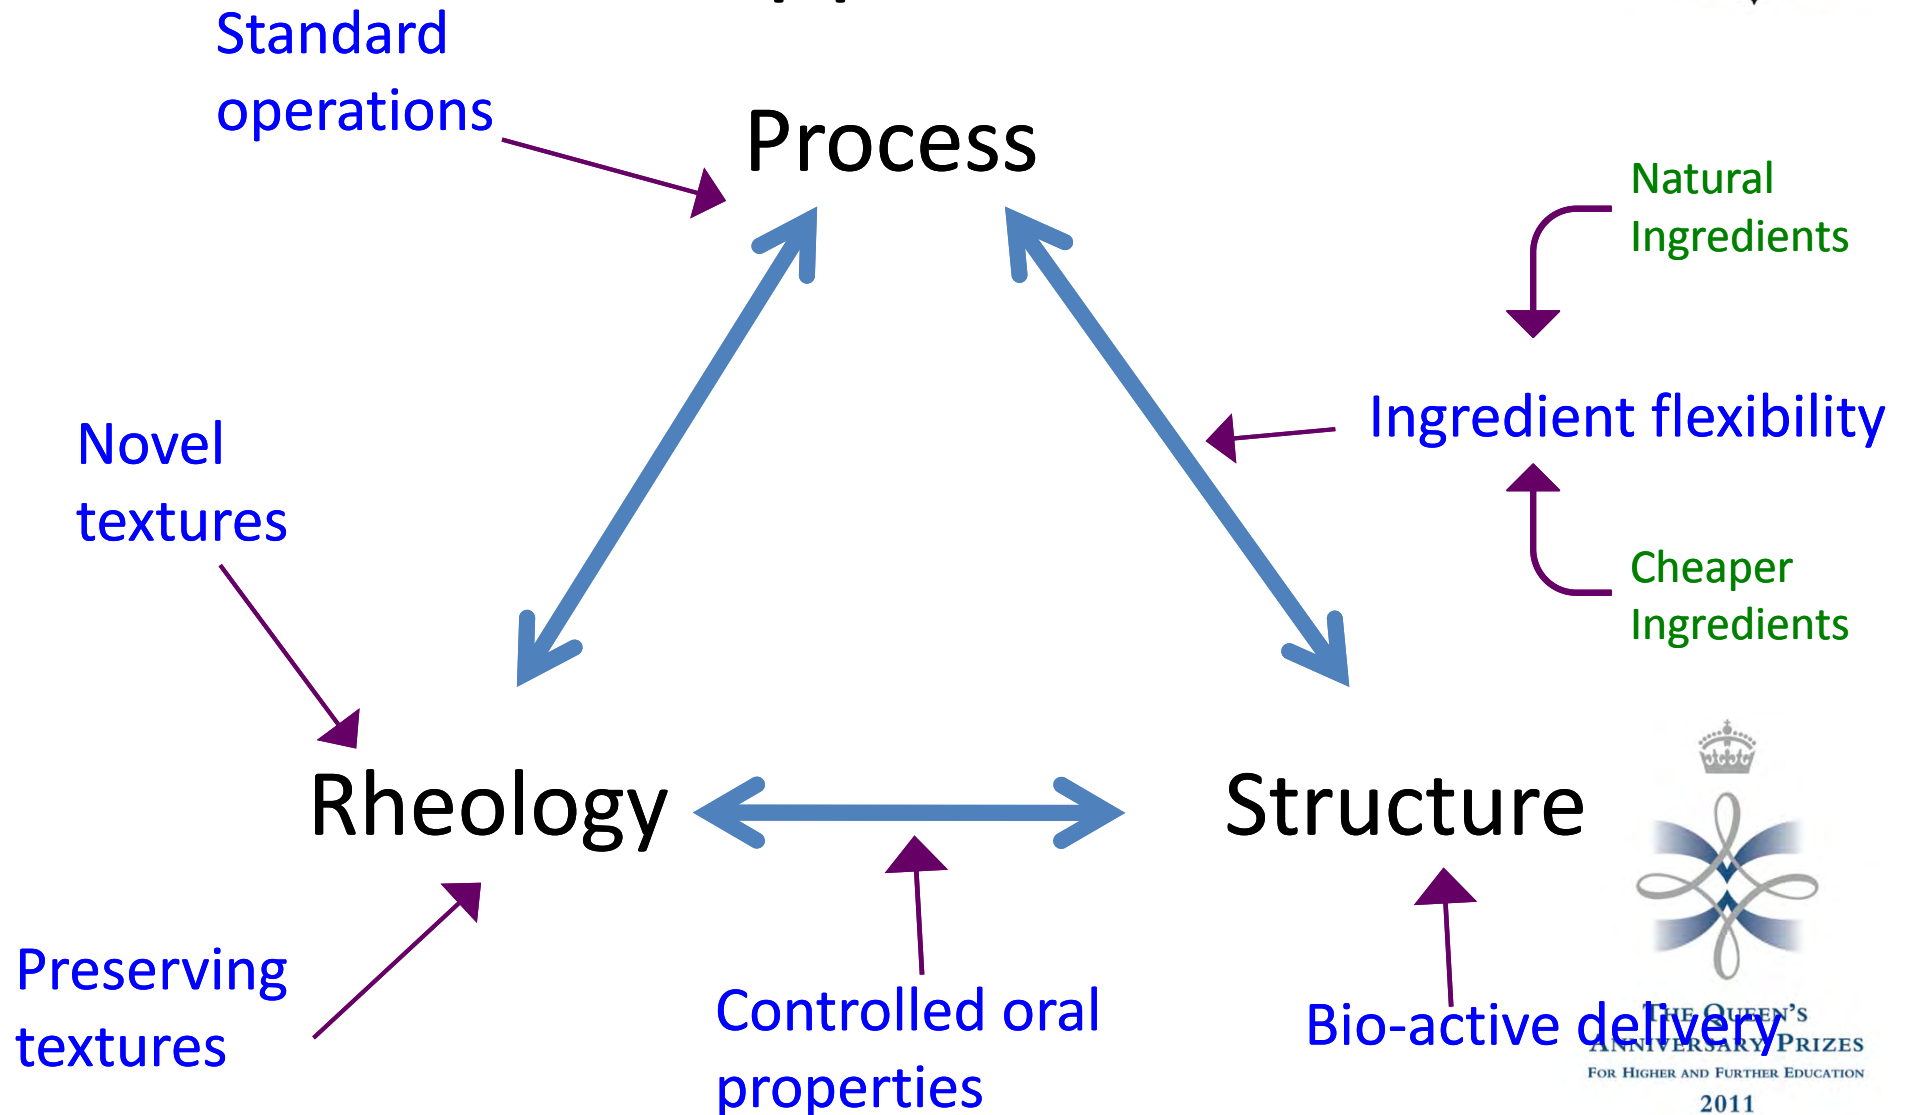 Standard
operations
Process
Natural
Ingredients
Ingredient flexibility
Novel
textures
Cheaper
Ingredients
Rheology
Structure
Preserving
textures
Controlled oral
properties
Bio-active delivery
THE QUEEN'S
ANNIVERSARY PRIZES
FOR HIGHER AND FURTHER EDUCATION
2011